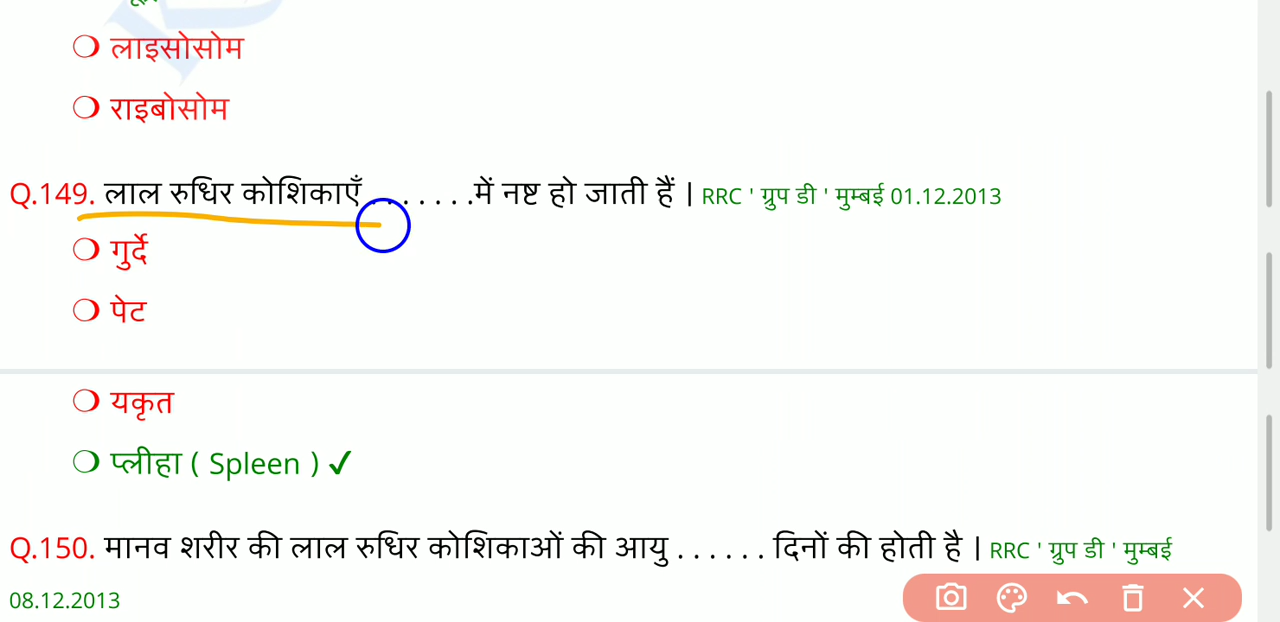 ❍ लाइसोसोम
❍ राइबोसोम
Q.149. लाल रुधिर कोशिकाएँ . . . . . . .में नष्ट हो जाती हैं | RRC ' ग्रुप डी ' मुम्बई 01.12.2013
❍ गुर्दे
❍ पेट
❍ यकृत
❍ प्लीहा ( Spleen ) ✓
Q.150. मानव शरीर की लाल रुधिर कोशिकाओं की आयु . . . . . . दिनों की होती है | RRC ' ग्रुप डी ' मुम्बई
08.12.2013